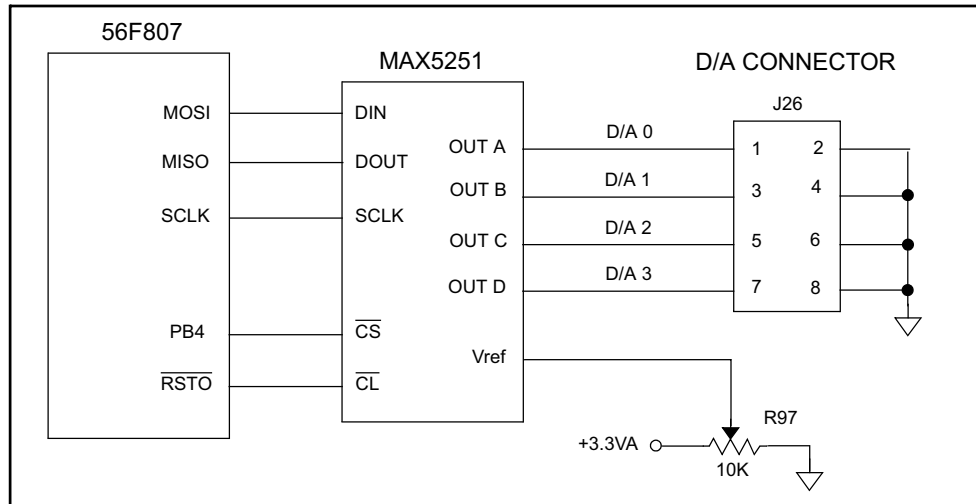 56F807
MAX5251
D/A CONNECTOR
J26
MOSI
DIN
MISO
DOUT
SCLK
SCLK
PB4
CS
RSTO
CL
OUT A
D/A 0
1
2
OUT B
D/A 1
3
4
OUT C
D/A 2
5
6
OUT D
D/A 3
7
8
Vref
R97
+3.3VA
10K